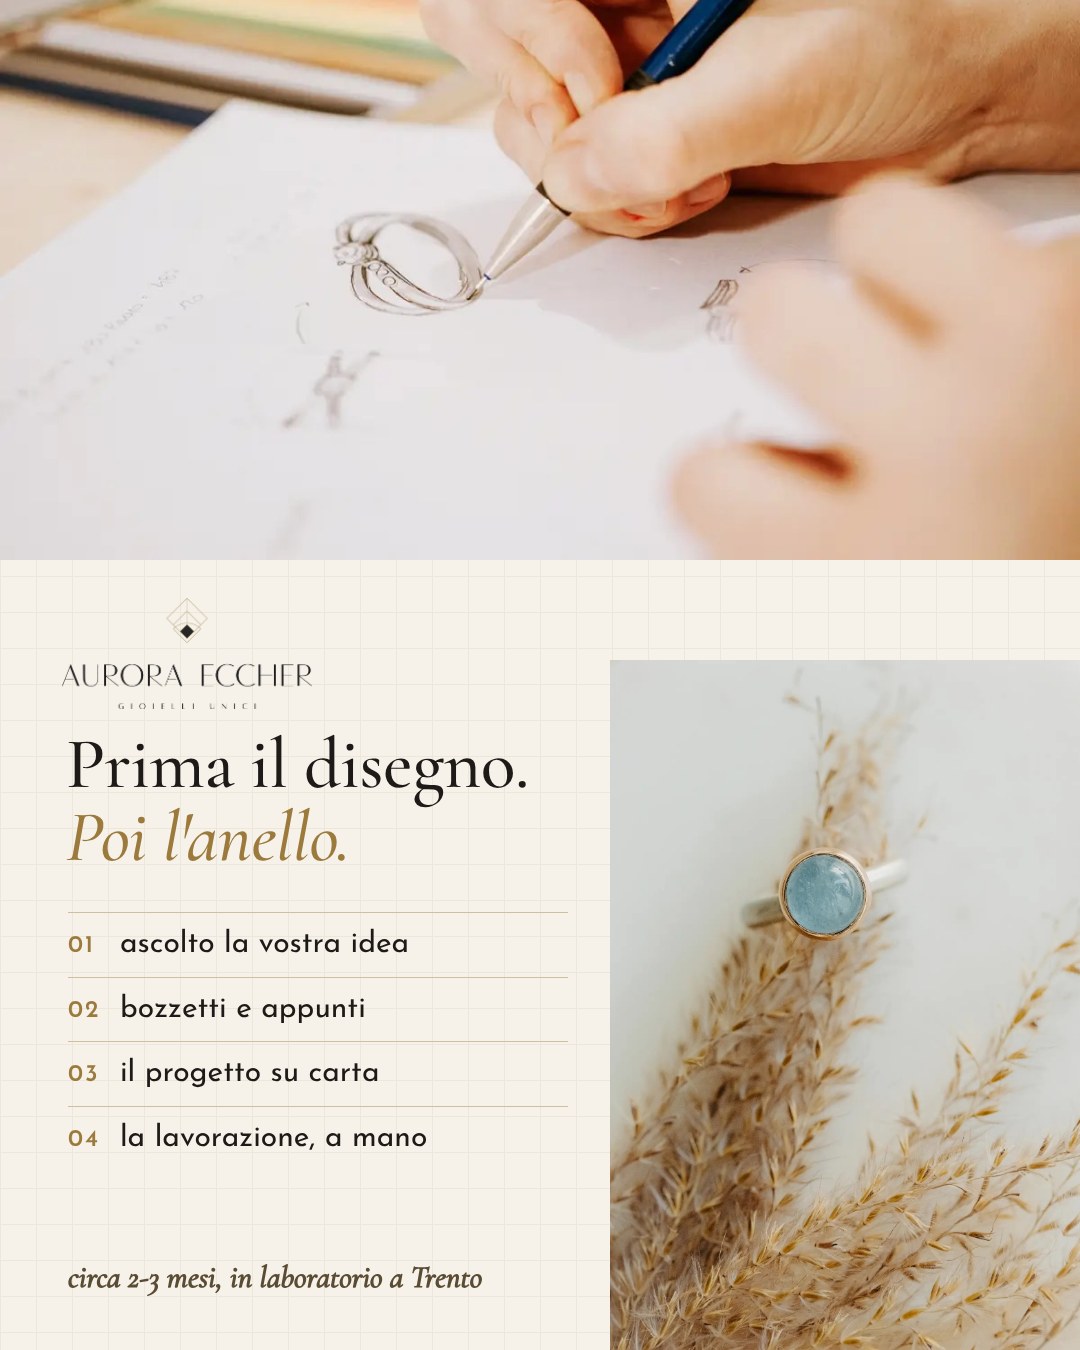 AURORA ECCHER
GIOIELLI UNICI
Prima il disegno.
Poi l'anello.
01 ascolto la vostra idea
02 bozzetti e appunti
03 il progetto su carta
04 la lavorazione, a mano
circa 2-3 mesi, in laboratorio a Trento